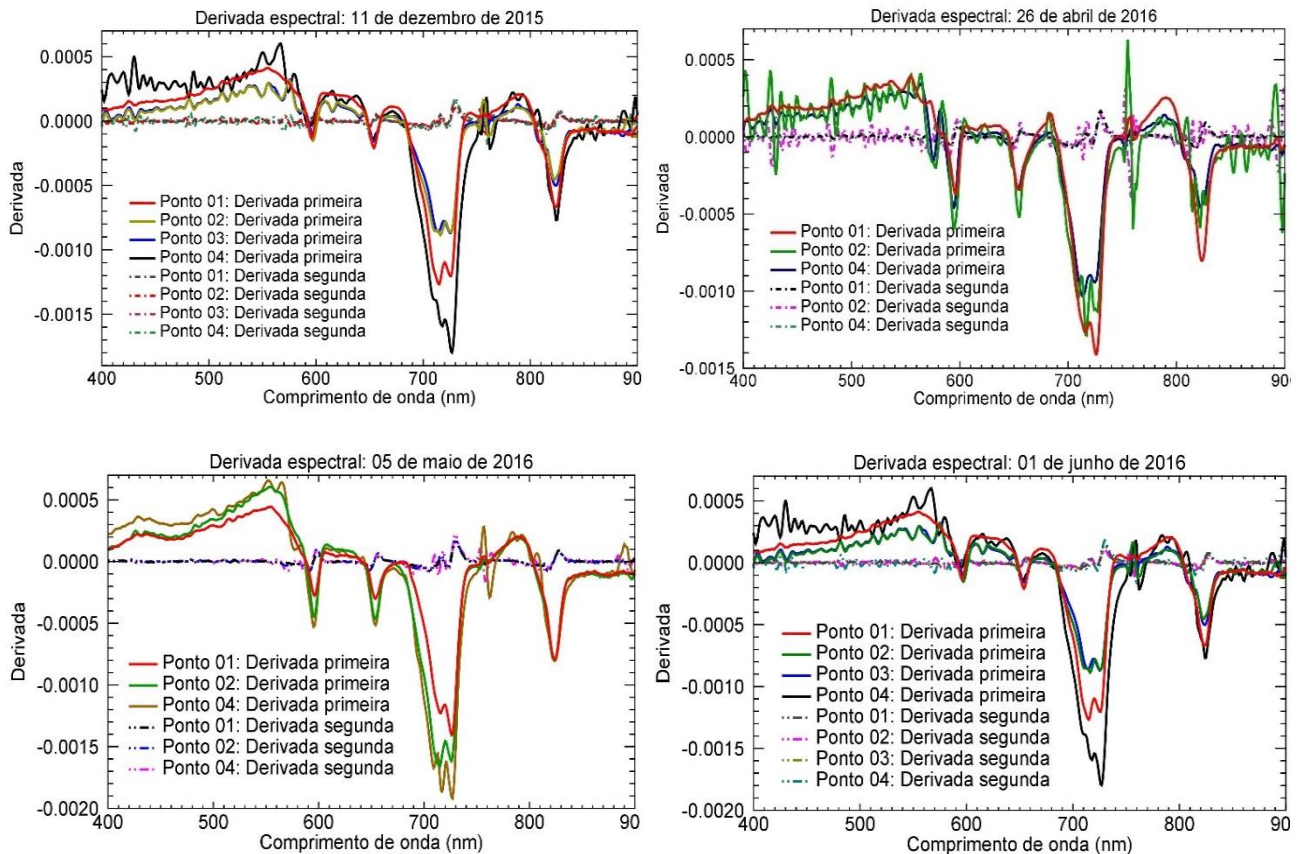 Derivada espectral: 11 de dezembro de 2015
0.0005
0.0000
-0.0005
-0.0010
-0.0015
Derivada
Ponto 01: Derivada primeira
Ponto 02: Derivada primeira
Ponto 03: Derivada primeira
Ponto 04: Derivada primeira
Ponto 01: Derivada segunda
Ponto 02: Derivada segunda
Ponto 03: Derivada segunda
Ponto 04: Derivada segunda
400 500 600 700 800 90
Comprimento de onda (nm)
Derivada espectral: 26 de abril de 2016
0.0005
0.0000
-0.0005
-0.0010
-0.0015
Derivada
Ponto 01: Derivada primeira
Ponto 02: Derivada primeira
Ponto 04: Derivada primeira
Ponto 01: Derivada segunda
Ponto 02: Derivada segunda
Ponto 04: Derivada segunda
400 500 600 700 800 90
Comprimento de onda (nm)
Derivada espectral: 05 de maio de 2016
0.0005
0.0000
-0.0005
-0.0010
-0.0015
-0.0020
Derivada
Ponto 01: Derivada primeira
Ponto 02: Derivada primeira
Ponto 04: Derivada primeira
Ponto 01: Derivada segunda
Ponto 02: Derivada segunda
Ponto 04: Derivada segunda
400 500 600 700 800 90
Comprimento de onda (nm)
Derivada espectral: 01 de junho de 2016
0.0005
0.0000
0.0005
-0.0010
-0.0015
-0.0020
Derivada
Ponto 01: Derivada primeira
Ponto 02: Derivada primeira
Ponto 03: Derivada primeira
Ponto 04: Derivada primeira
Ponto 01: Derivada segunda
Ponto 02: Derivada segunda
Ponto 03: Derivada segunda
Ponto 04: Derivada segunda
400 500 600 700 800 90
Comprimento de onda (nm)